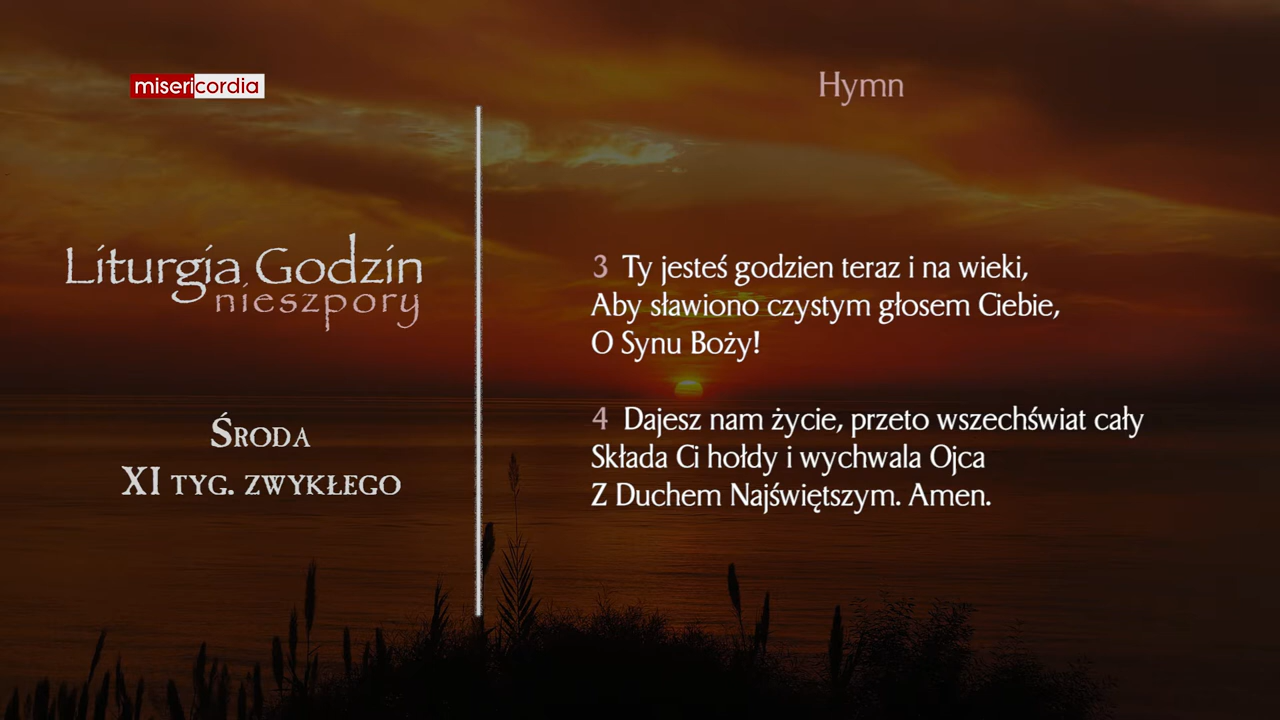 misericordia
Liturgia Godzin
nieszpory
Środa
XI tyg. zwykłego
Hymn
3 Ty jesteś godzien teraz i na wieki,
Aby sławiono czystym głosem Ciebie,
O Synu Boży!
4 Dajesz nam życie, przeto wszechświat cały
Składa Ci hołdy i wychwala Ojca
Z Duchem Najświętszym. Amen.